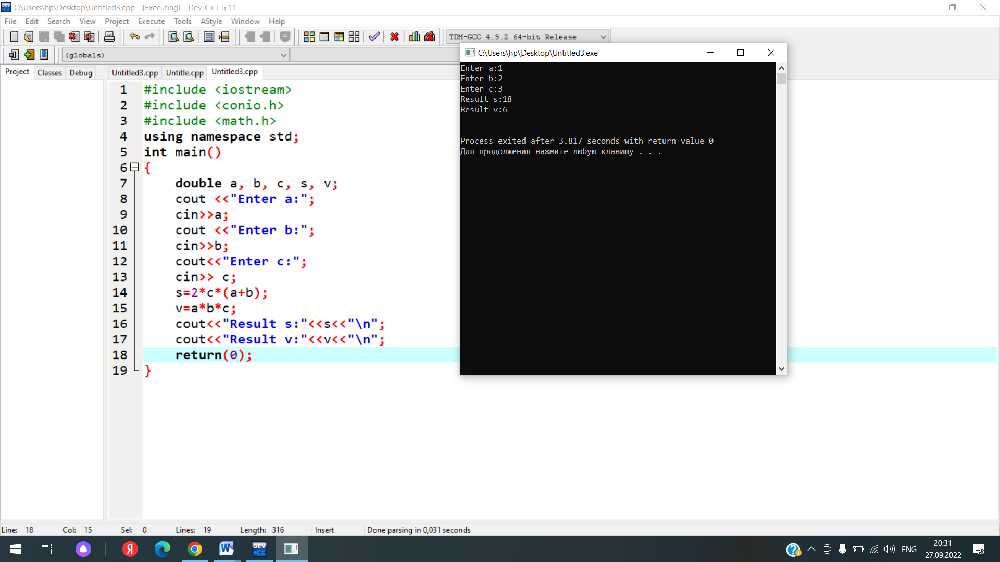 C:\Users\hp\Desktop\Untitled3.cpp - [Executing] - Dev-C++ 5.11
File Edit Search View Project Execute Tools AStyle Window Help
TDM-GCC 4.9.2 64-bit Release
(globals)
Project Classes Debug
Untitled3.cpp Untitle.cpp Untitled3.cpp
1 #include <iostream>
2 #include <conio.h>
3 #include <math.h>
4 using namespace std;
5 int main()
6 {
7 double a, b, c, s, v;
8 cout <<"Enter a:";
9 cin>>a;
10 cout <<"Enter b:";
11 cin>>b;
12 cout<<"Enter c:";
13 cin>> c;
14 s=2*c*(a+b);
15 v=a*b*c;
16 cout<<"Result s:"<<s<<"\n";
17 cout<<"Result v:"<<v<<"\n";
18 return(0);
19 }
C:\Users\hp\Desktop\Untitled3.exe
Enter a:1
Enter b:2
Enter c:3
Result s:18
Result v:6
--------------------------------
Process exited after 3.817 seconds with return value 0
Для продолжения нажмите любую клавишу . . .
Line: 18 Col: 15 Sel: 0 Lines: 19 Length: 316 Insert Done parsing in 0,031 seconds
Я
W
DEV C++
ENG
20:31
27.09.2022